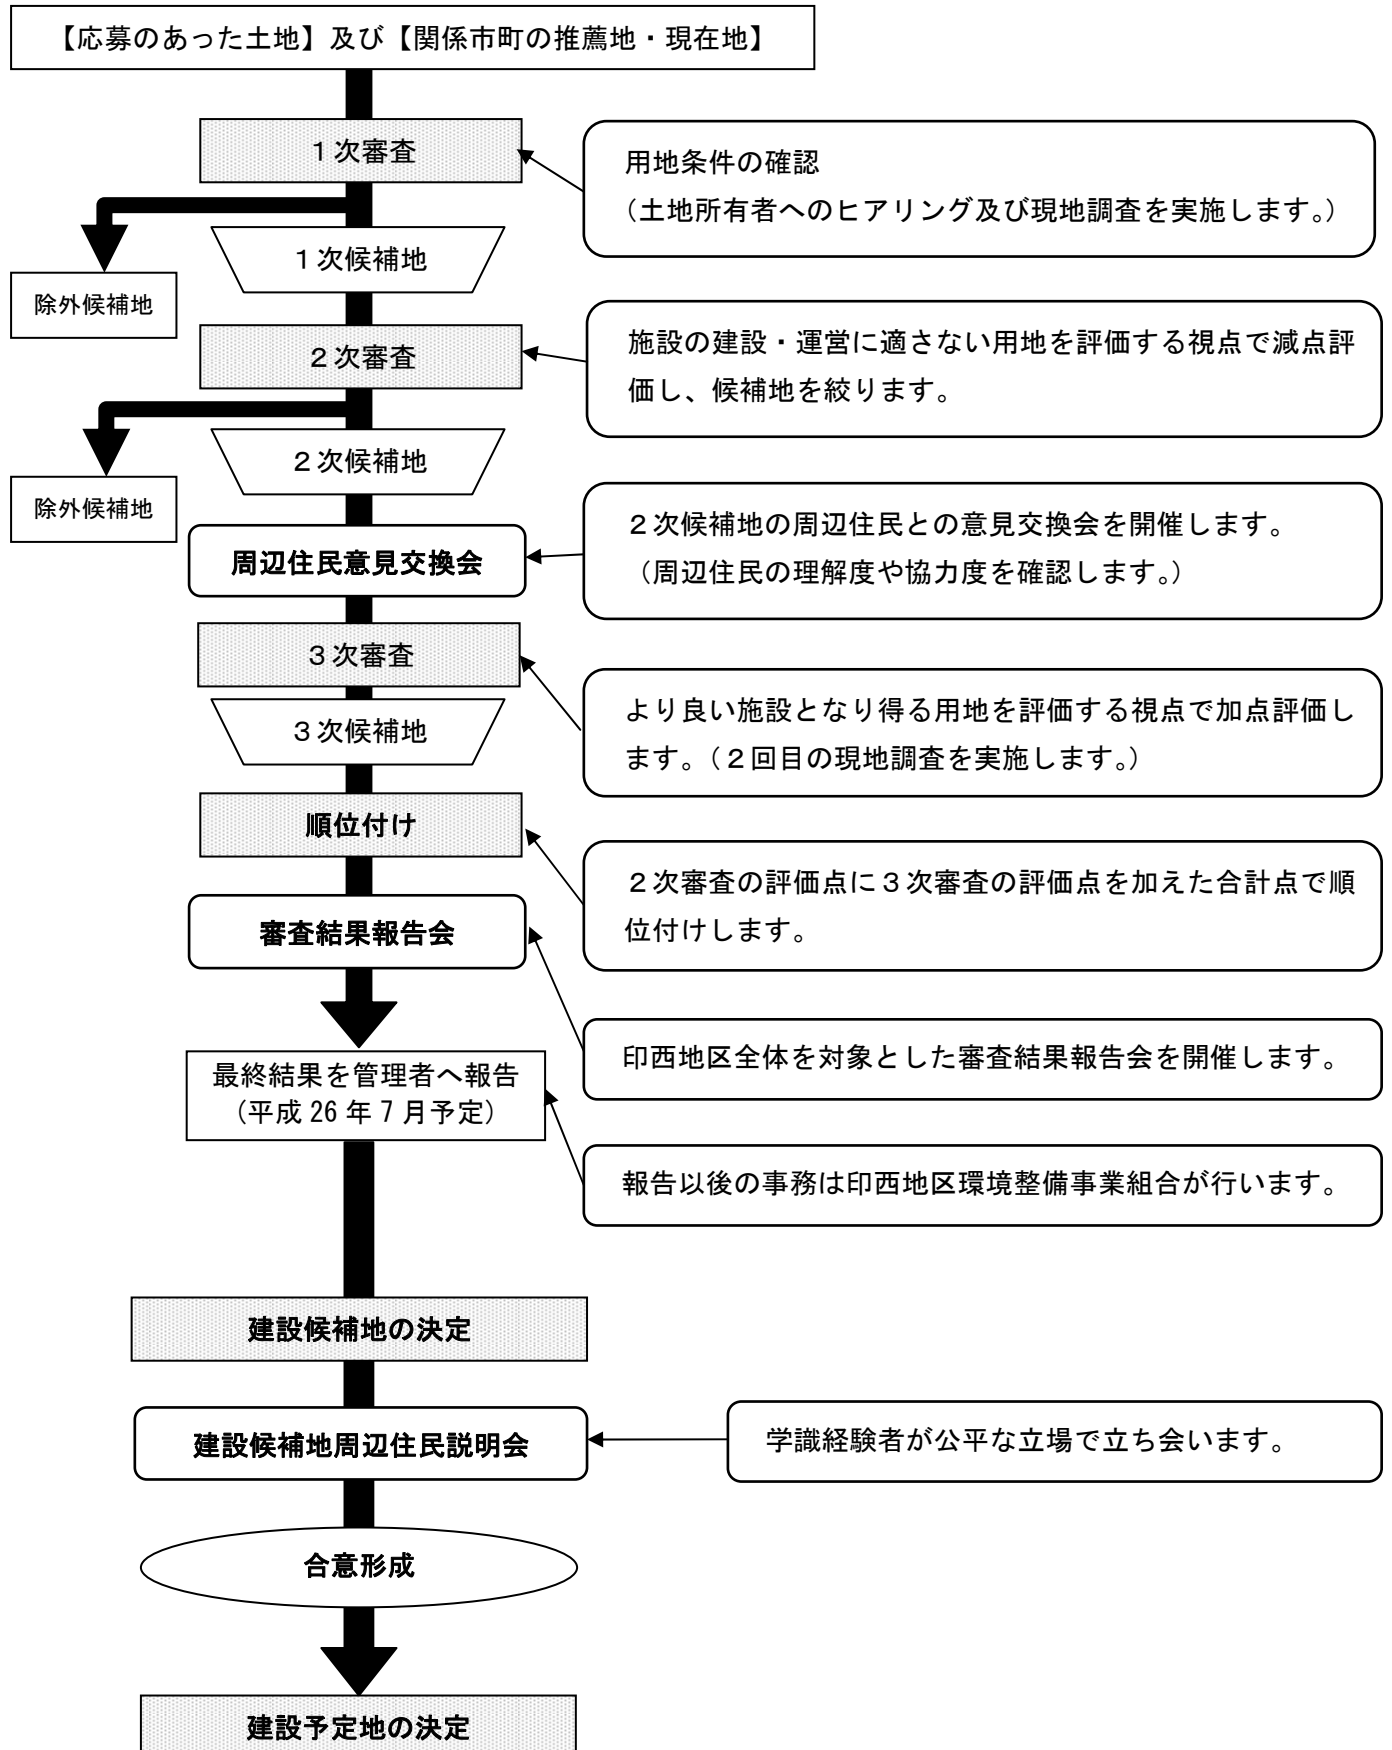 【応募のあった土地】及び【関係市町の推薦地・現在地】
１次審査
用地条件の確認
（土地所有者へのヒアリング及び現地調査を実施します。）
１次候補地
除外候補地
２次審査
施設の建設・運営に適さない用地を評価する視点で減点評
価し、候補地を絞ります。
２次候補地
除外候補地
周辺住民意見交換会
２次候補地の周辺住民との意見交換会を開催します。
（周辺住民の理解度や協力度を確認します。）
３次審査
より良い施設となり得る用地を評価する視点で加点評価し
ます。（２回目の現地調査を実施します。）
３次候補地
順位付け
２次審査の評価点に３次審査の評価点を加えた合計点で順
位付けします。
審査結果報告会
印西地区全体を対象とした審査結果報告会を開催します。
最終結果を管理者へ報告
（平成 26 年 7 月予定）
報告以後の事務は印西地区環境整備事業組合が行います。
建設候補地の決定
建設候補地周辺住民説明会
学識経験者が公平な立場で立ち会います。
合意形成
建設予定地の決定